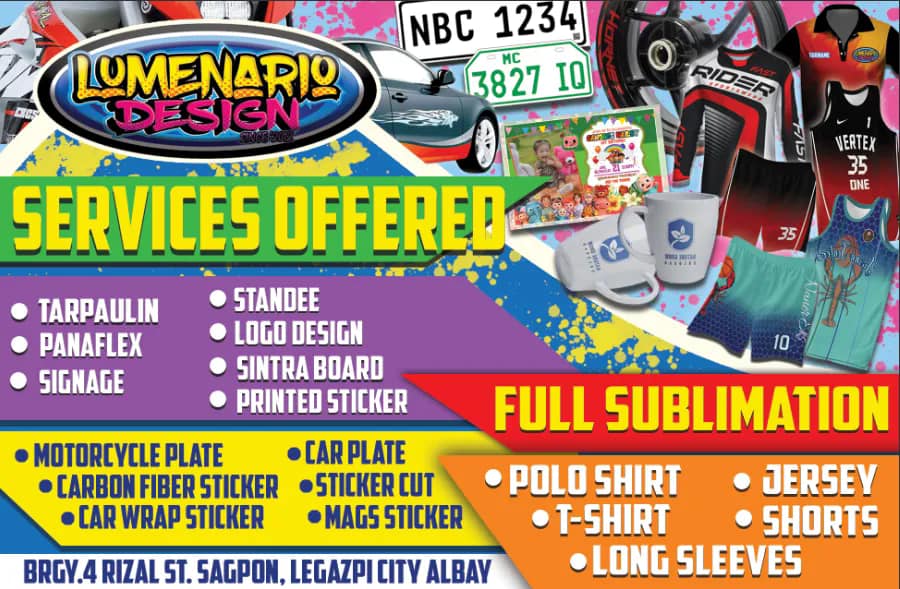 LUMENARIO
DESIGN
NBC 1234
MC
3827 IQ
RIDER
FAST
VERTEX
1
35
ONE
35
10
SERVICES OFFERED
TARPAULIN
PANAFLEX
SIGNAGE
STANDEE
LOGO DESIGN
SINTRA BOARD
PRINTED STICKER
MOTORCYCLE PLATE
CARBON FIBER STICKER
CAR WRAP STICKER
CAR PLATE
STICKER CUT
MAGS STICKER
FULL SUBLIMATION
POLO SHIRT
T-SHIRT
LONG SLEEVES
JERSEY
SHORTS
BRGY.4 RIZAL ST. SAGPON, LEGAZPI CITY ALBAY